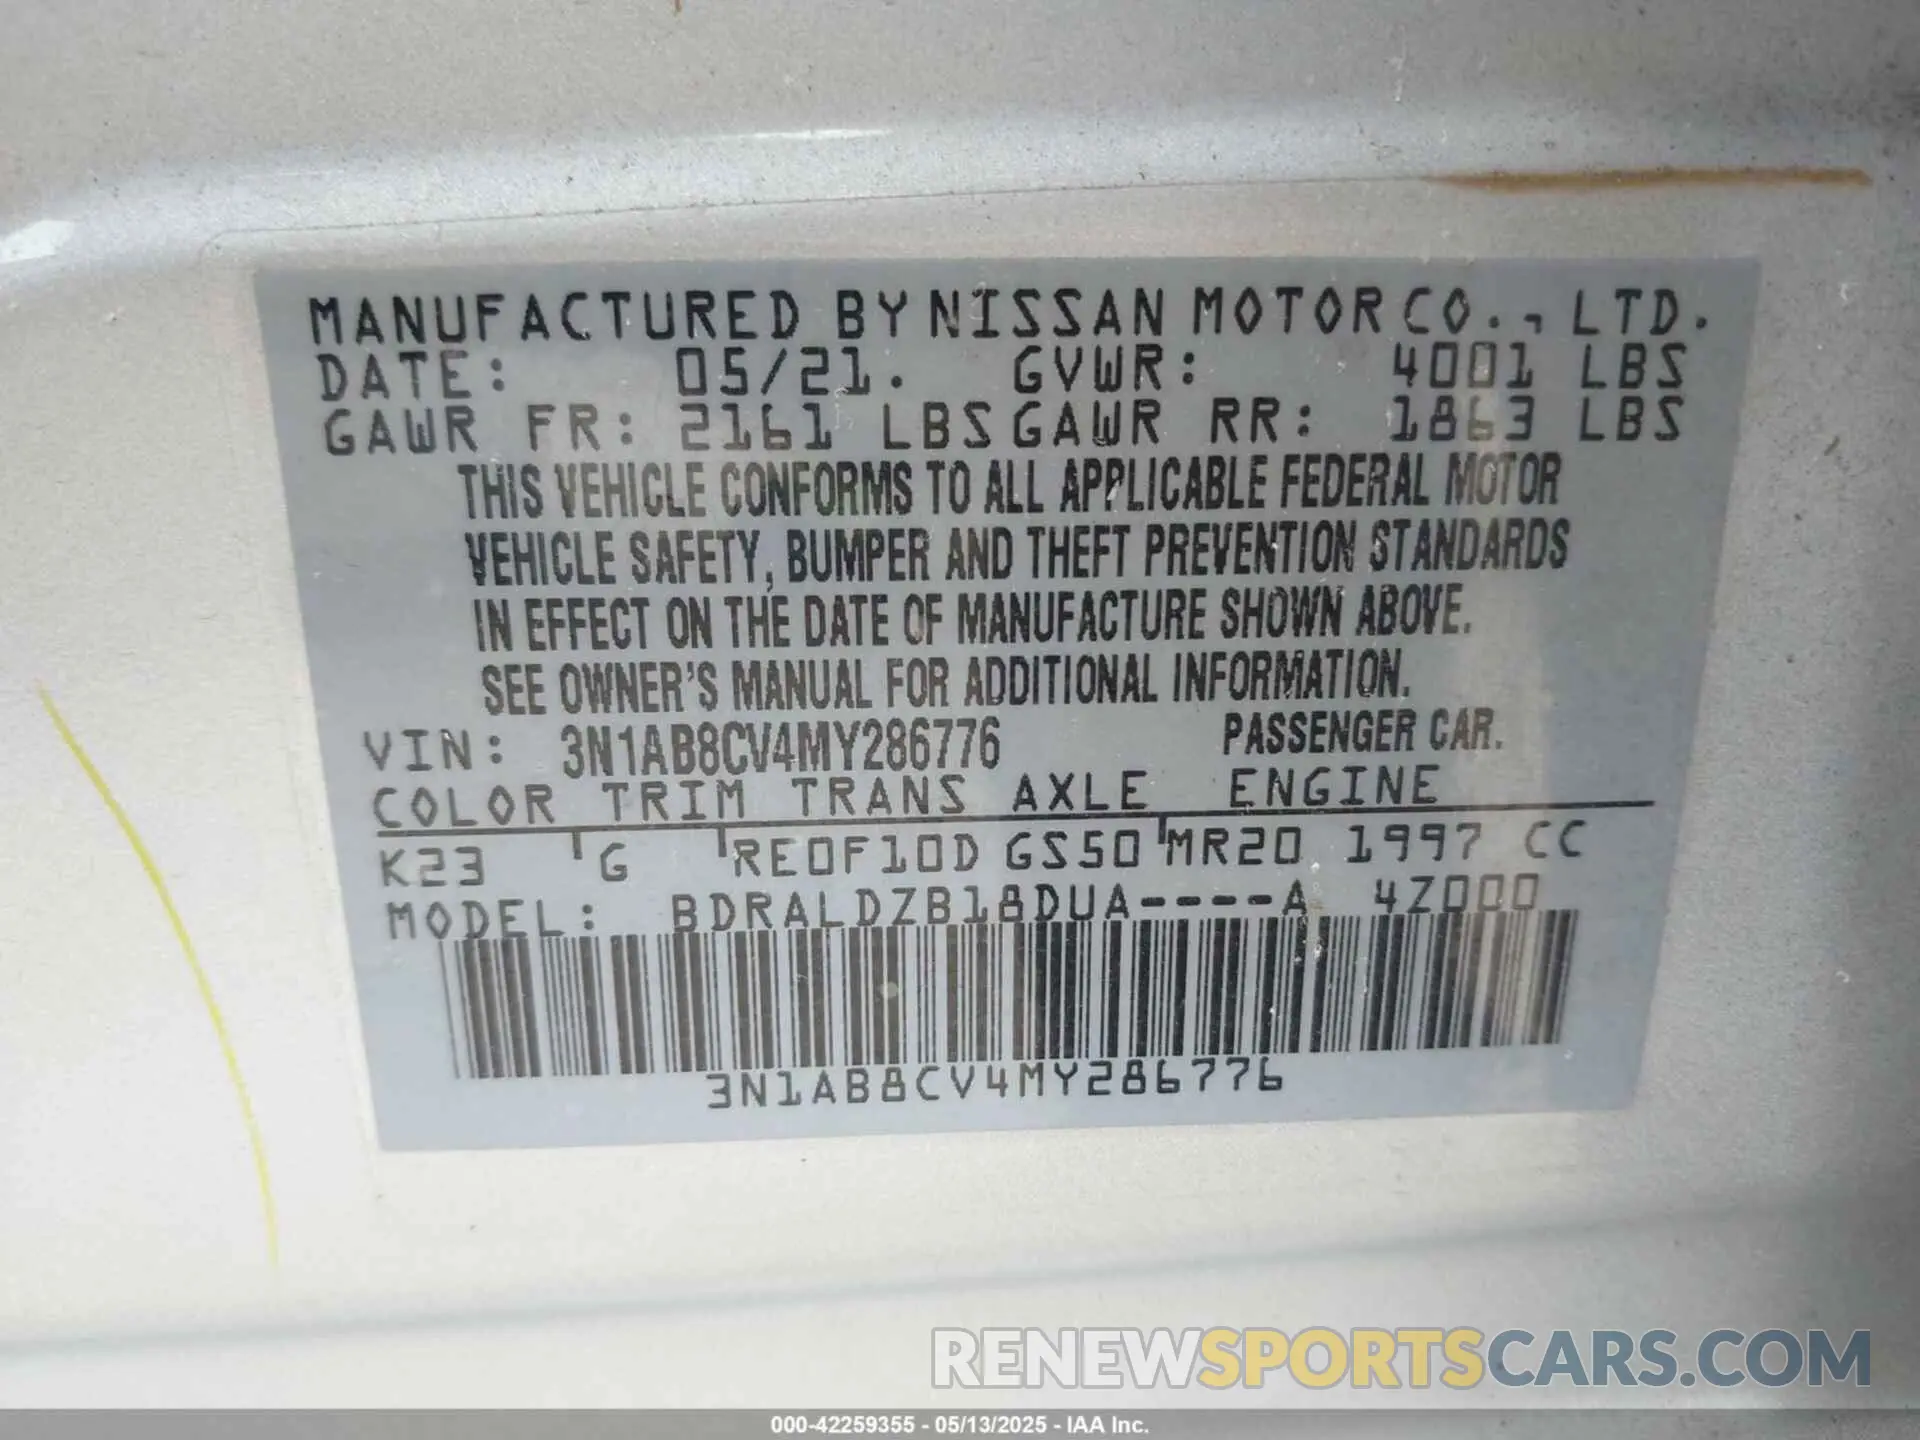 MANUFACTURED BY NISSAN MOTOR CO., LTD.
DATE: 05/21. GVWR: 4001 LBS
GAWR FR: 2161 LBS GAWR RR: 1863 LBS
THIS VEHICLE CONFORMS TO ALL APPLICABLE FEDERAL MOTOR
VEHICLE SAFETY, BUMPER AND THEFT PREVENTION STANDARDS
IN EFFECT ON THE DATE OF MANUFACTURE SHOWN ABOVE.
SEE OWNER'S MANUAL FOR ADDITIONAL INFORMATION.
VIN: 3N1AB8CV4MY286776 PASSENGER CAR.
COLOR TRIM TRANS AXLE ENGINE
K23 G RE0F10D GS50 MR20 1997 CC
MODEL: BDRALDZB18DUA----A 4Z000
3N1AB8CV4MY286776
RENEWSPORTSCARS.COM
000-42259355 - 05/13/2025 - IAA Inc.